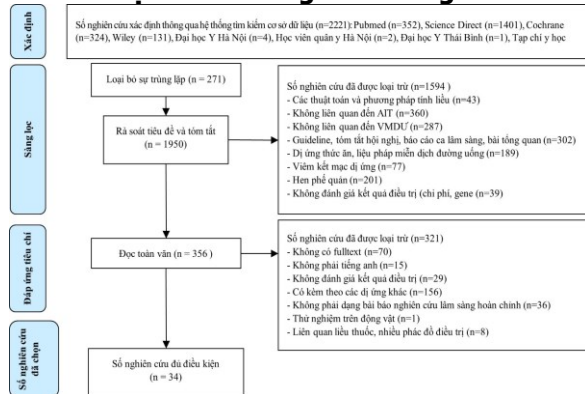 Xác định
Số nghiên cứu xác định thông qua hệ thống tìm kiếm cơ sở dữ liệu (n=2221): Pubmed (n=352), Science Direct (n=1401), Cochrane
(n=324), Wiley (n=131), Đại học Y Hà Nội (n=4), Học viên quân y Hà Nội (n=2), Đại học Y Thái Bình (n=1), Tạp chí y học
Sàng lọc
Loại bỏ sự trùng lặp (n = 271)
Rà soát tiêu đề và tóm tắt
(n = 1950)
Số nghiên cứu đã được loại trừ (n=1594 )
- Các thuật toán và phương pháp tính liều (n=43)
- Không liên quan đến AIT (n=360)
- Không liên quan đến VMDƯ (n=287)
- Guideline, tóm tắt hội nghị, báo cáo ca lâm sàng, bài tổng quan (n=302)
- Dị ứng thức ăn, liệu pháp miễn dịch đường uống (n=189)
- Viêm kết mạc dị ứng (n=77)
- Hen phế quản (n=201)
- Không đánh giá kết quả điều trị (chi phí, gene (n=39)
Đáp ứng tiêu chí
Đọc toàn văn (n = 356 )
Số nghiên cứu đã được loại trừ (n=321)
- Không có fulltext (n=70)
- Không phải tiếng anh (n=15)
- Không đánh giá kết quả điều trị (n=29)
- Có kèm theo các dị ứng khác (n=156)
- Không phải dạng bài báo nghiên cứu lâm sàng hoàn chỉnh (n=36)
- Thử nghiệm trên động vật (n=1)
- Liên quan liều thuốc, nhiều phác đồ điều trị (n=8)
Số nghiên cứu
đã chọn
Số nghiên cứu đủ điều kiện
(n = 34)